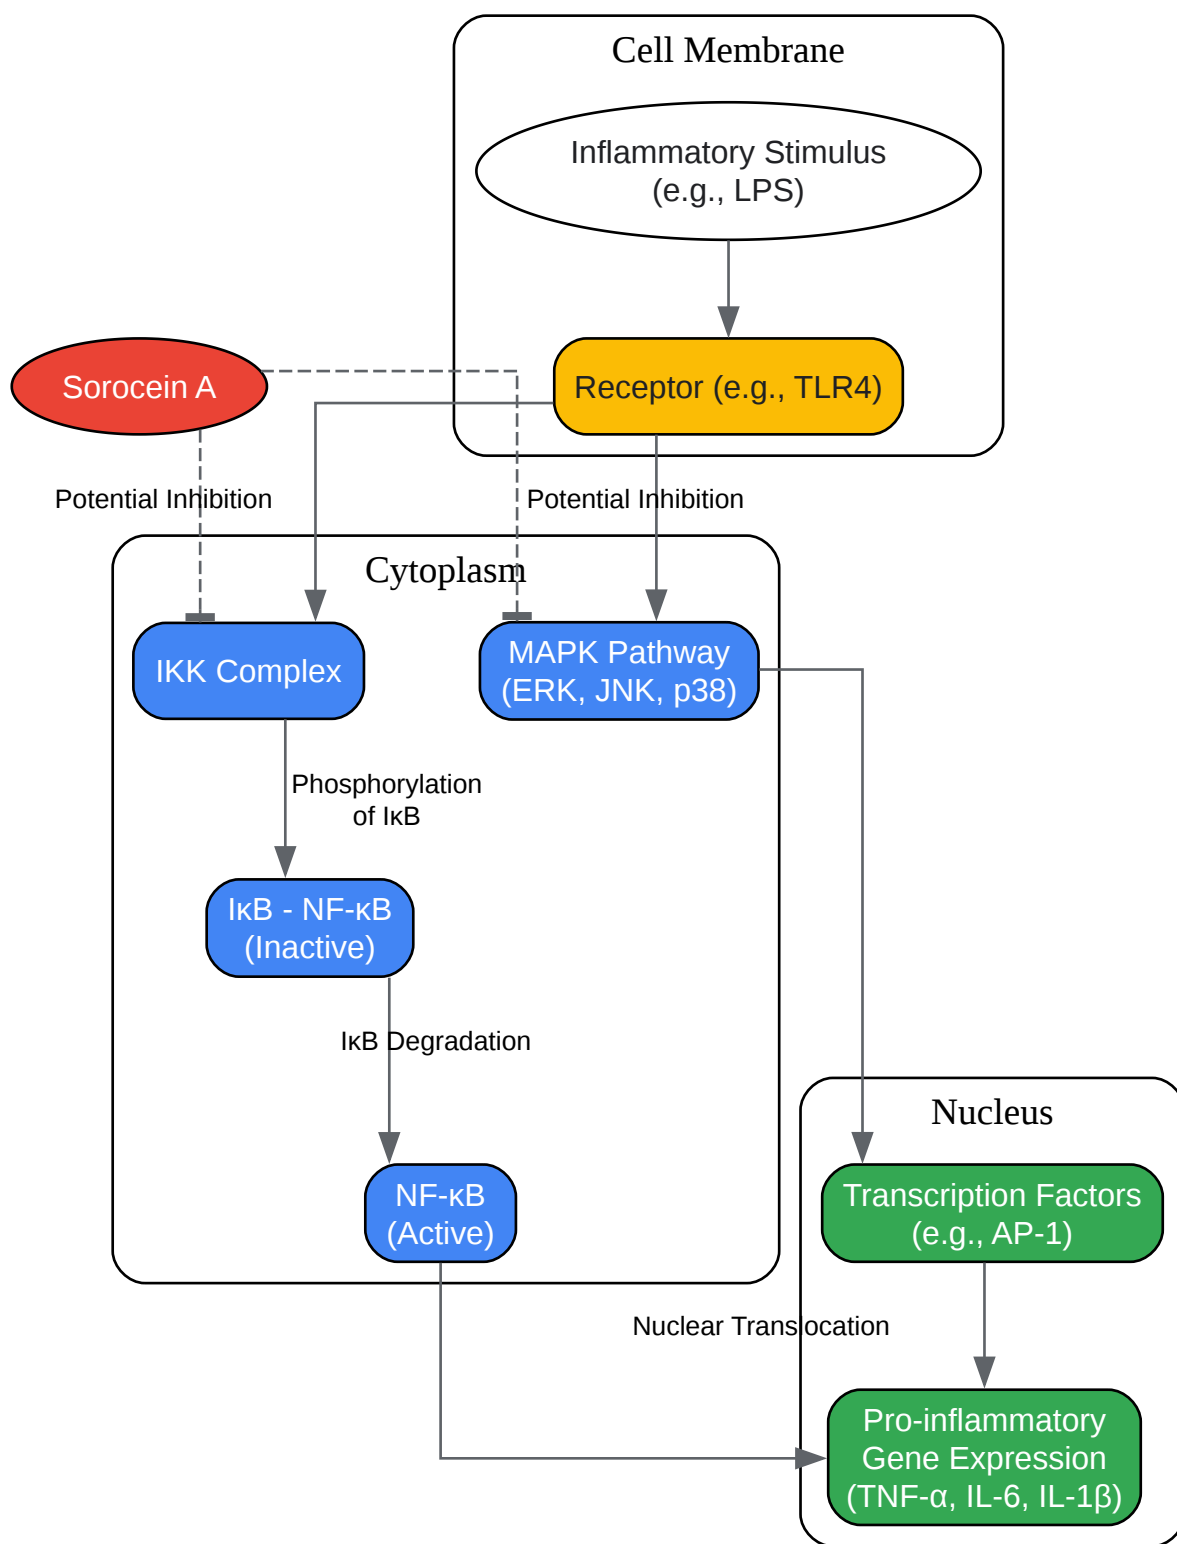 Cell Membrane
Inflammatory Stimulus
(e.g., LPS)
Sorocein A
Receptor (e.g., TLR4)
Potential Inhibition
Potential Inhibition
Cytoplasm
IKK Complex
MAPK Pathway
(ERK, JNK, p38)
Phosphorylation
of IκB
IκB - NF-κB
(Inactive)
IκB Degradation
NF-κB
(Active)
Nucleus
Transcription Factors
(e.g., AP-1)
Nuclear Translocation
Pro-inflammatory
Gene Expression
(TNF-α, IL-6, IL-1β)